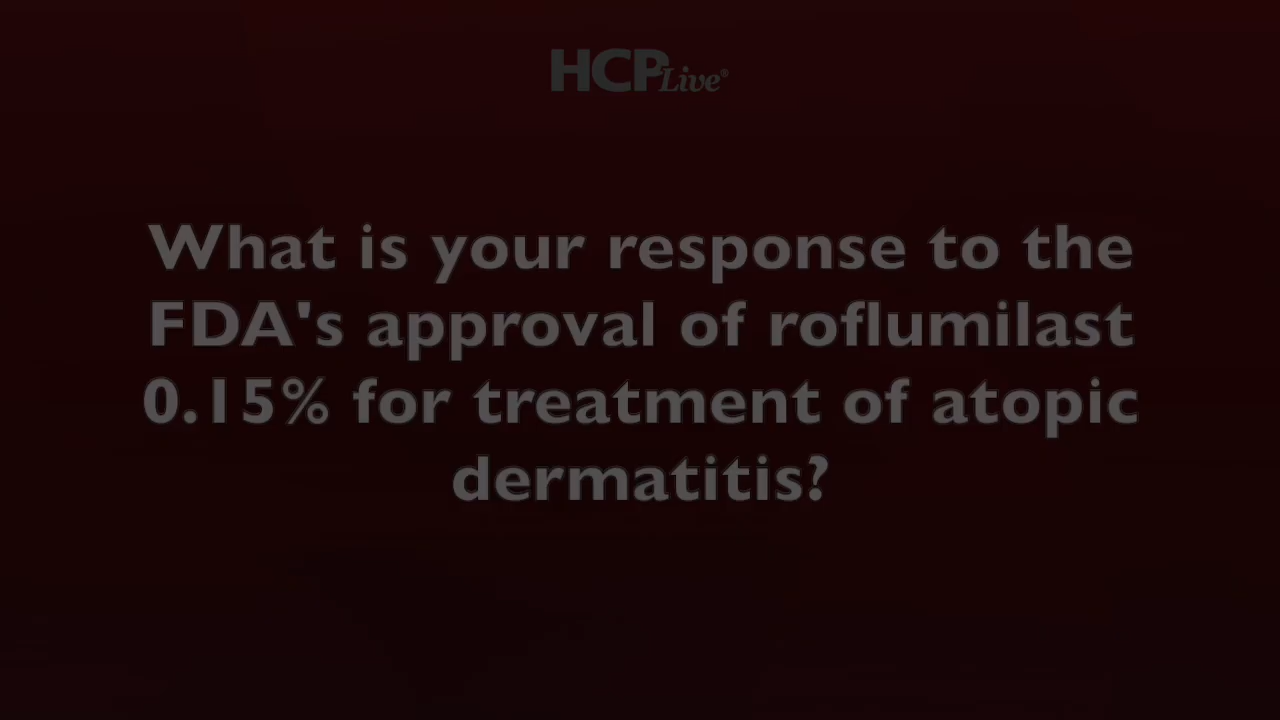 HCPLive®
What is your response to the
FDA's approval of roflumilast
0.15% for treatment of atopic
dermatitis?